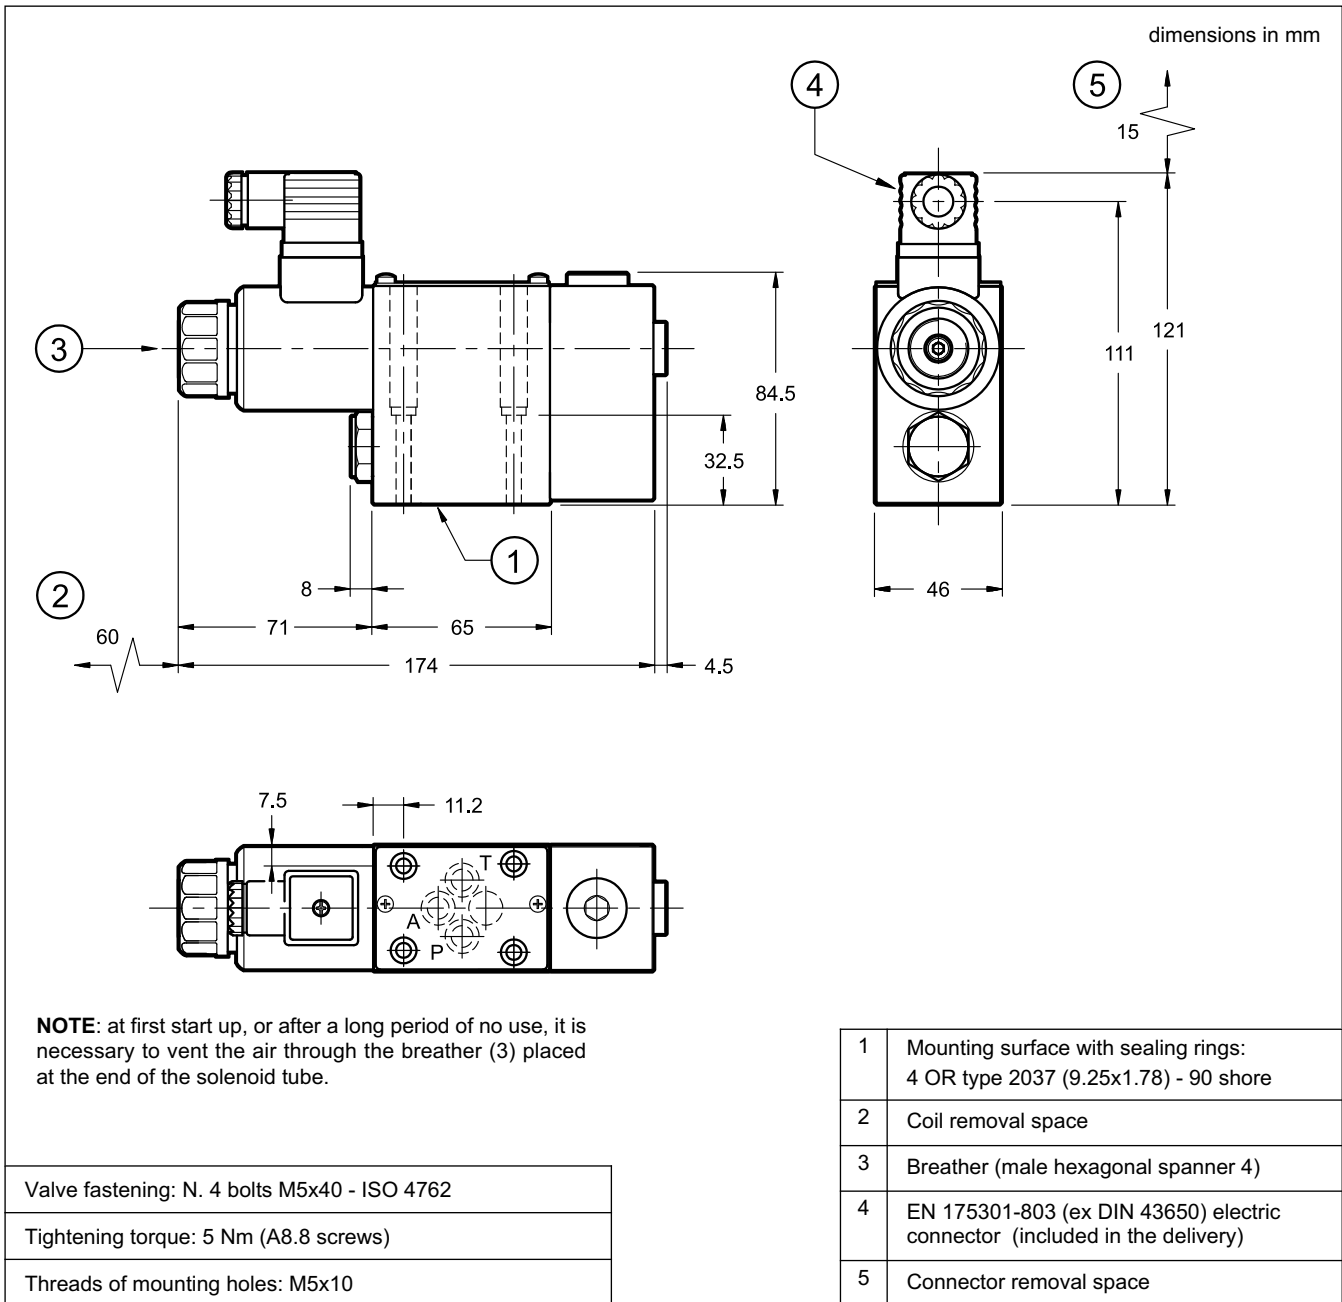 dimensions in mm
4
5
15
3
121
111
84.5
32.5
1
8
2
46
71
65
60
174
4.5
7.5
11.2
T
A
P
NOTE: at first start up, or after a long period of no use, it is
necessary to vent the air through the breather (3) placed
at the end of the solenoid tube.
1
Mounting surface with sealing rings:
4 OR type 2037 (9.25x1.78) - 90 shore
2
Coil removal space
3
Breather (male hexagonal spanner 4)
4
EN 175301-803 (ex DIN 43650) electric
connector (included in the delivery)
5
Connector removal space
Valve fastening: N. 4 bolts M5x40 - ISO 4762
Tightening torque: 5 Nm (A8.8 screws)
Threads of mounting holes: M5x10